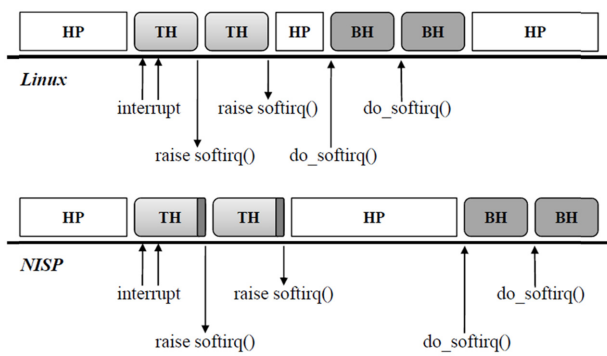 HP TH TH HP BH BH HP
Linux
interrupt raise softirq() do_softirq()
raise softirq() do_softirq()
HP TH TH HP BH BH
NISP
interrupt raise softirq() do_softirq()
raise softirq() do_softirq()